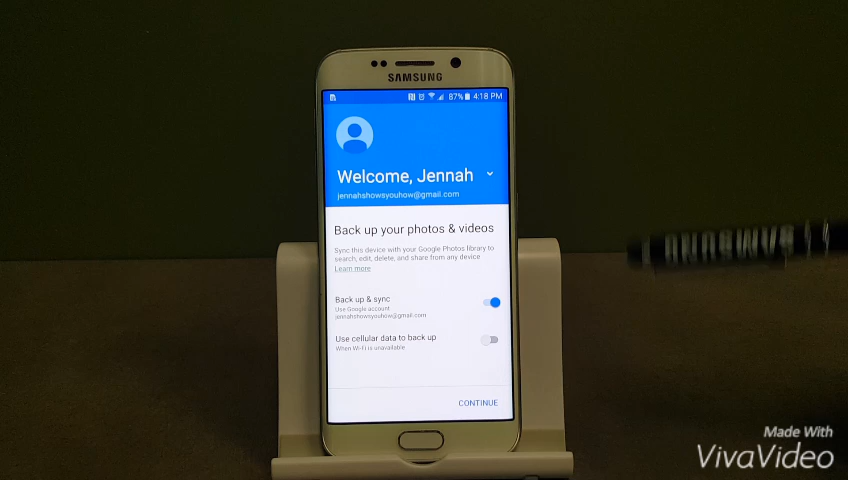 SAMSUNG
87% 4:18 PM
Welcome, Jennah
jennahshowsyouhow@gmail.com
Back up your photos & videos
Sync this device with your Google Photos library to
search, edit, delete, and share from any device
Learn more
Back up & sync
Use Google account
jennahshowsyouhow@gmail.com
Use cellular data to back up
When Wi-Fi is unavailable
CONTINUE
SAMSUNG
Made With
VivaVideo